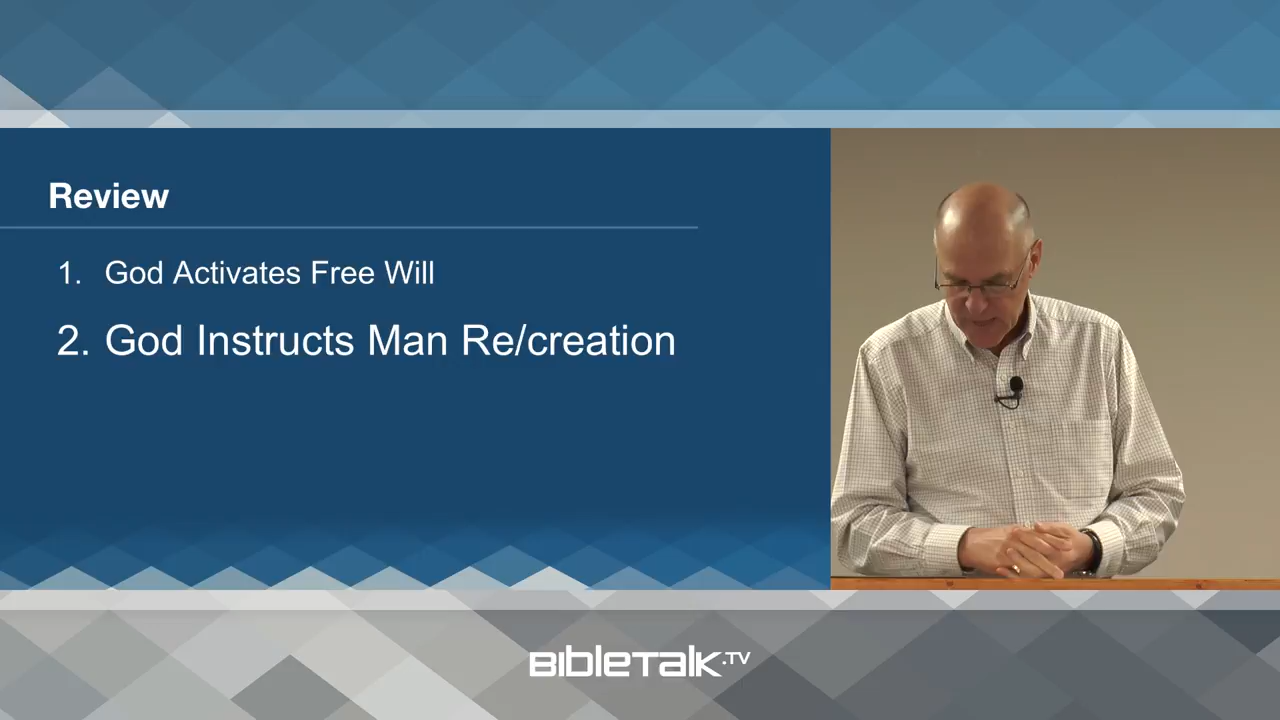 Review
1. God Activates Free Will
2. God Instructs Man Re/creation
BIBLETALK.TV